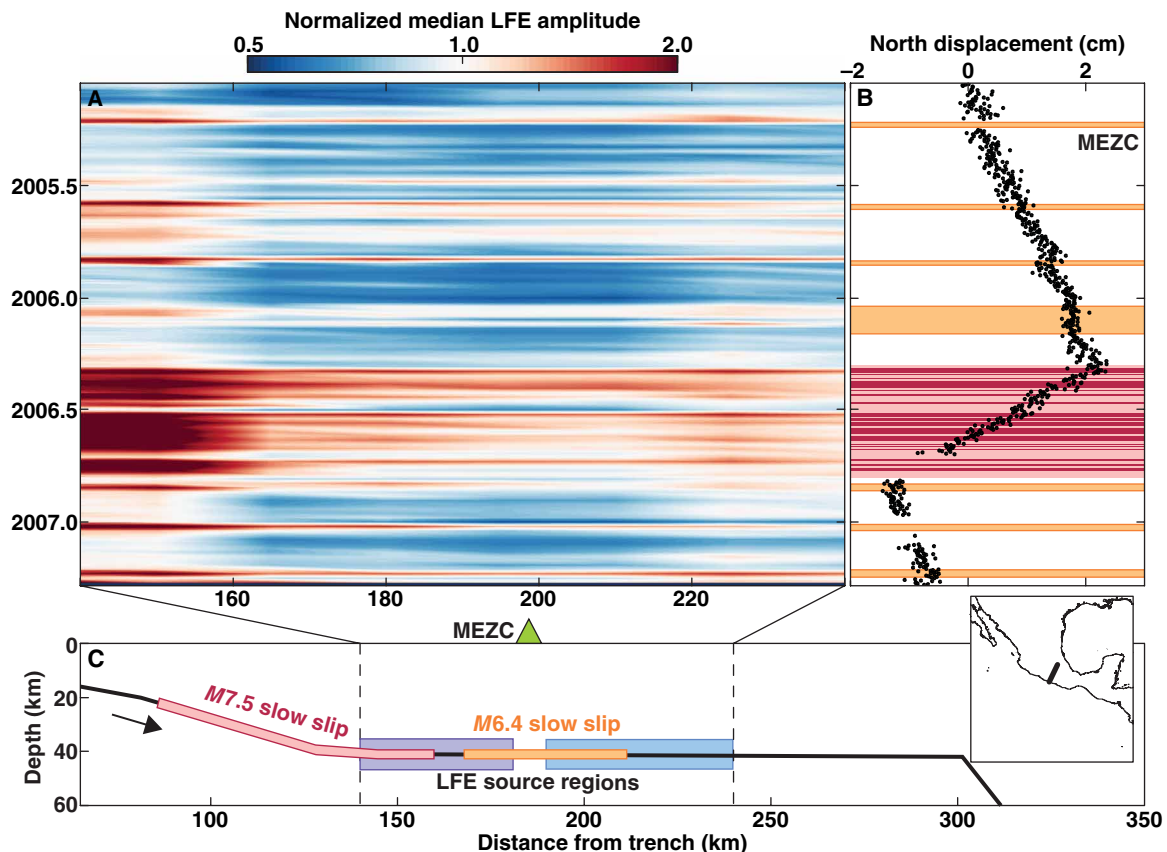 Normalized median LFE amplitude
0.5 1.0 2.0
North displacement (cm)
−2 0 2
A
B
MEZC
2005.5
2006.0
2006.5
2007.0
160 180 200 220
MEZC
C
0
20
40
60
Depth (km)
M7.5 slow slip
M6.4 slow slip
LFE source regions
100 150 200 250 300 350
Distance from trench (km)